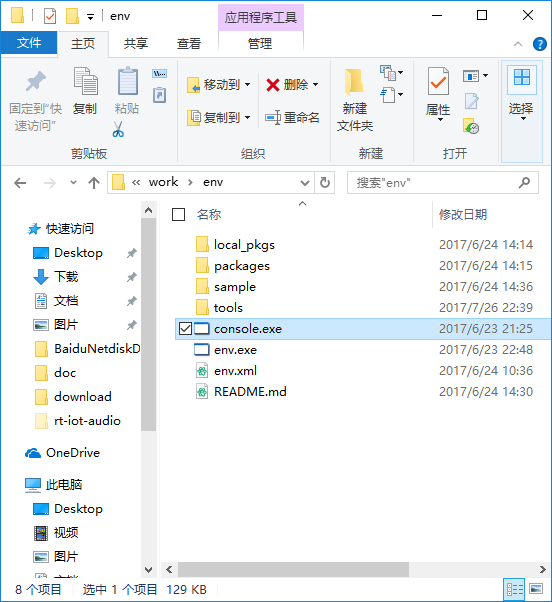 env
应用程序工具
文件
主页
共享
查看
管理
固定到“快速访问”
复制
粘贴
剪贴板
移动到
复制到
删除
重命名
组织
新建
文件夹
新建
属性
打开
选择
work
env
搜索"env"
快速访问
Desktop
下载
文档
图片
BaiduNetdiskD
doc
download
rt-iot-audio
OneDrive
此电脑
Desktop
视频
图片
名称
修改日期
local_pkgs 2017/6/24 14:14
packages 2017/6/24 14:15
sample 2017/6/24 14:36
tools 2017/7/26 22:39
console.exe 2017/6/23 21:25
env.exe 2017/6/23 22:48
env.xml 2017/6/24 10:36
README.md 2017/6/24 14:30
8 个项目 选中 1 个项目 129 KB